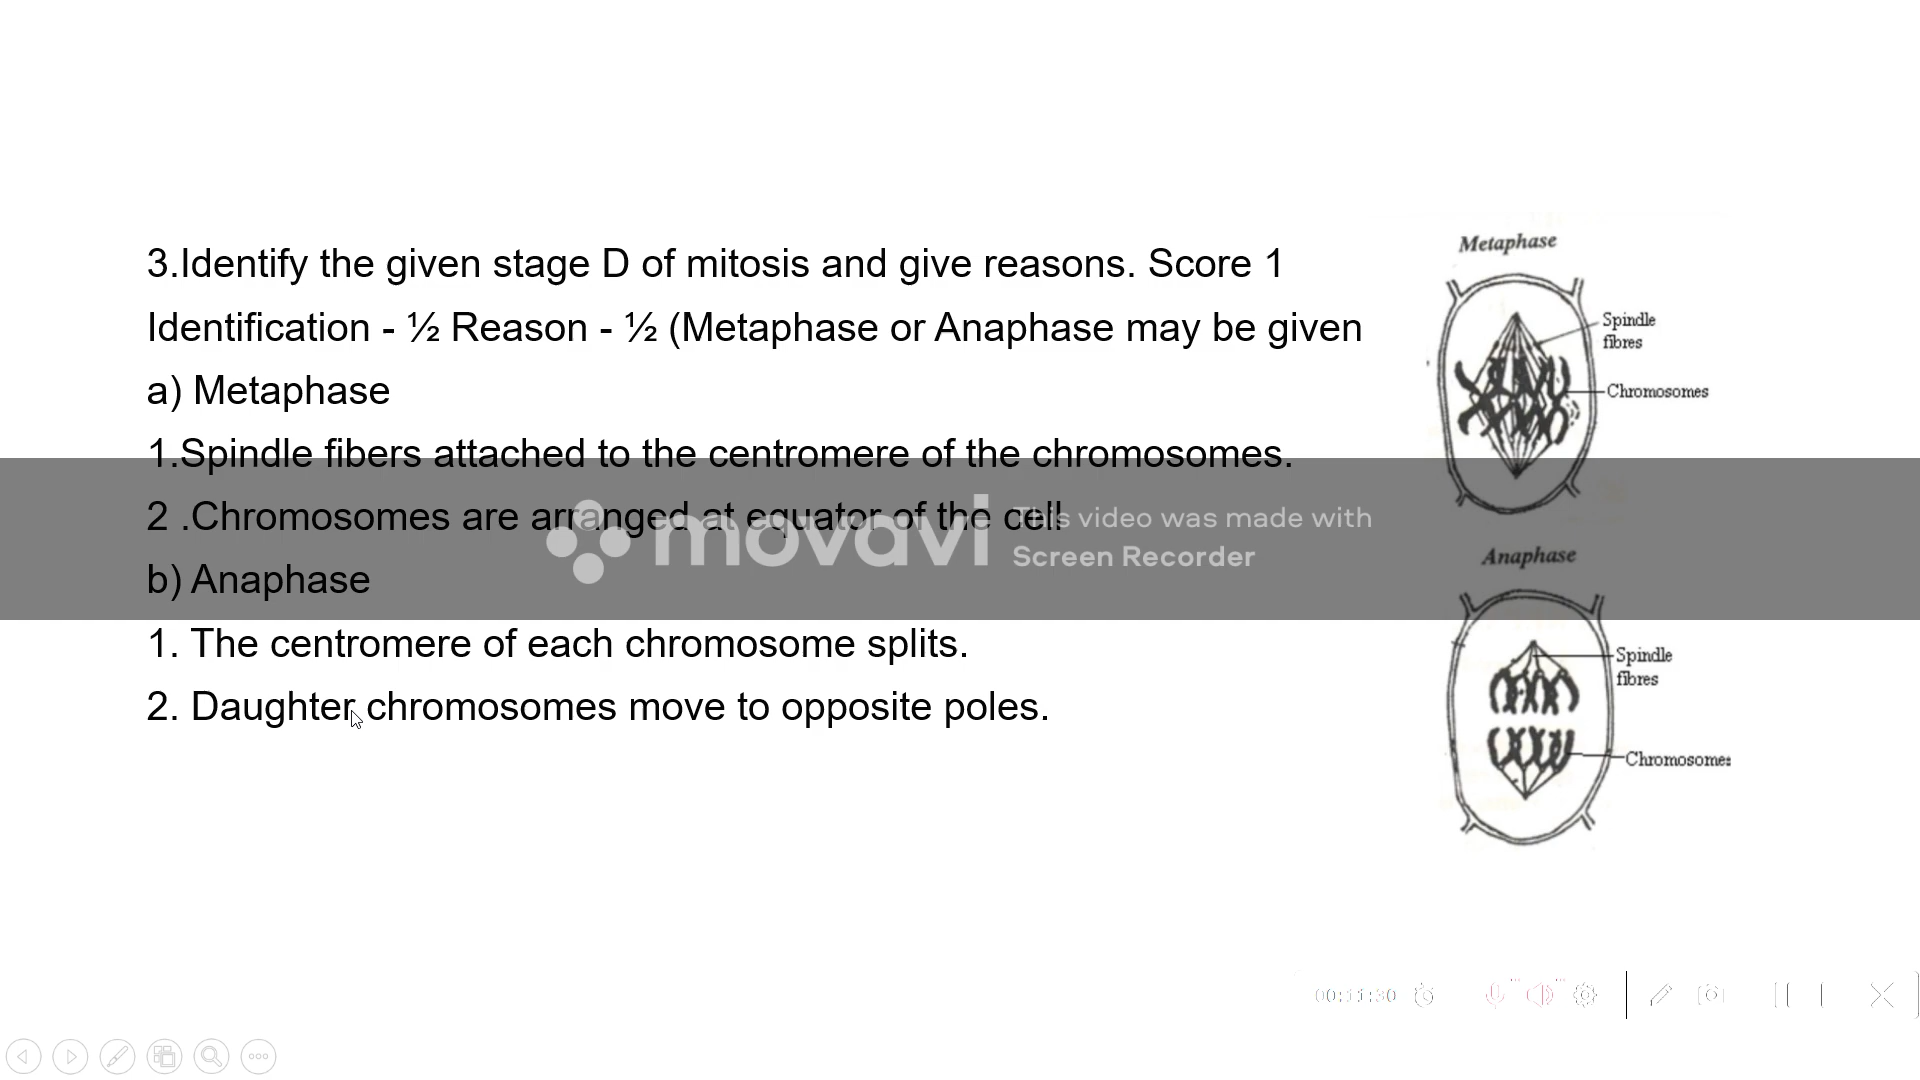 3.Identify the given stage D of mitosis and give reasons. Score 1
Identification - ½ Reason - ½ (Metaphase or Anaphase may be given
a) Metaphase
1.Spindle fibers attached to the centromere of the chromosomes.
2 .Chromosomes are arranged at equator of the cell
b) Anaphase
1. The centromere of each chromosome splits.
2. Daughter chromosomes move to opposite poles.
Metaphase
Spindle
fibres
Chromosomes
Anaphase
Spindle
fibres
Chromosomes
movavi
This video was made with
Screen Recorder
00:11:30